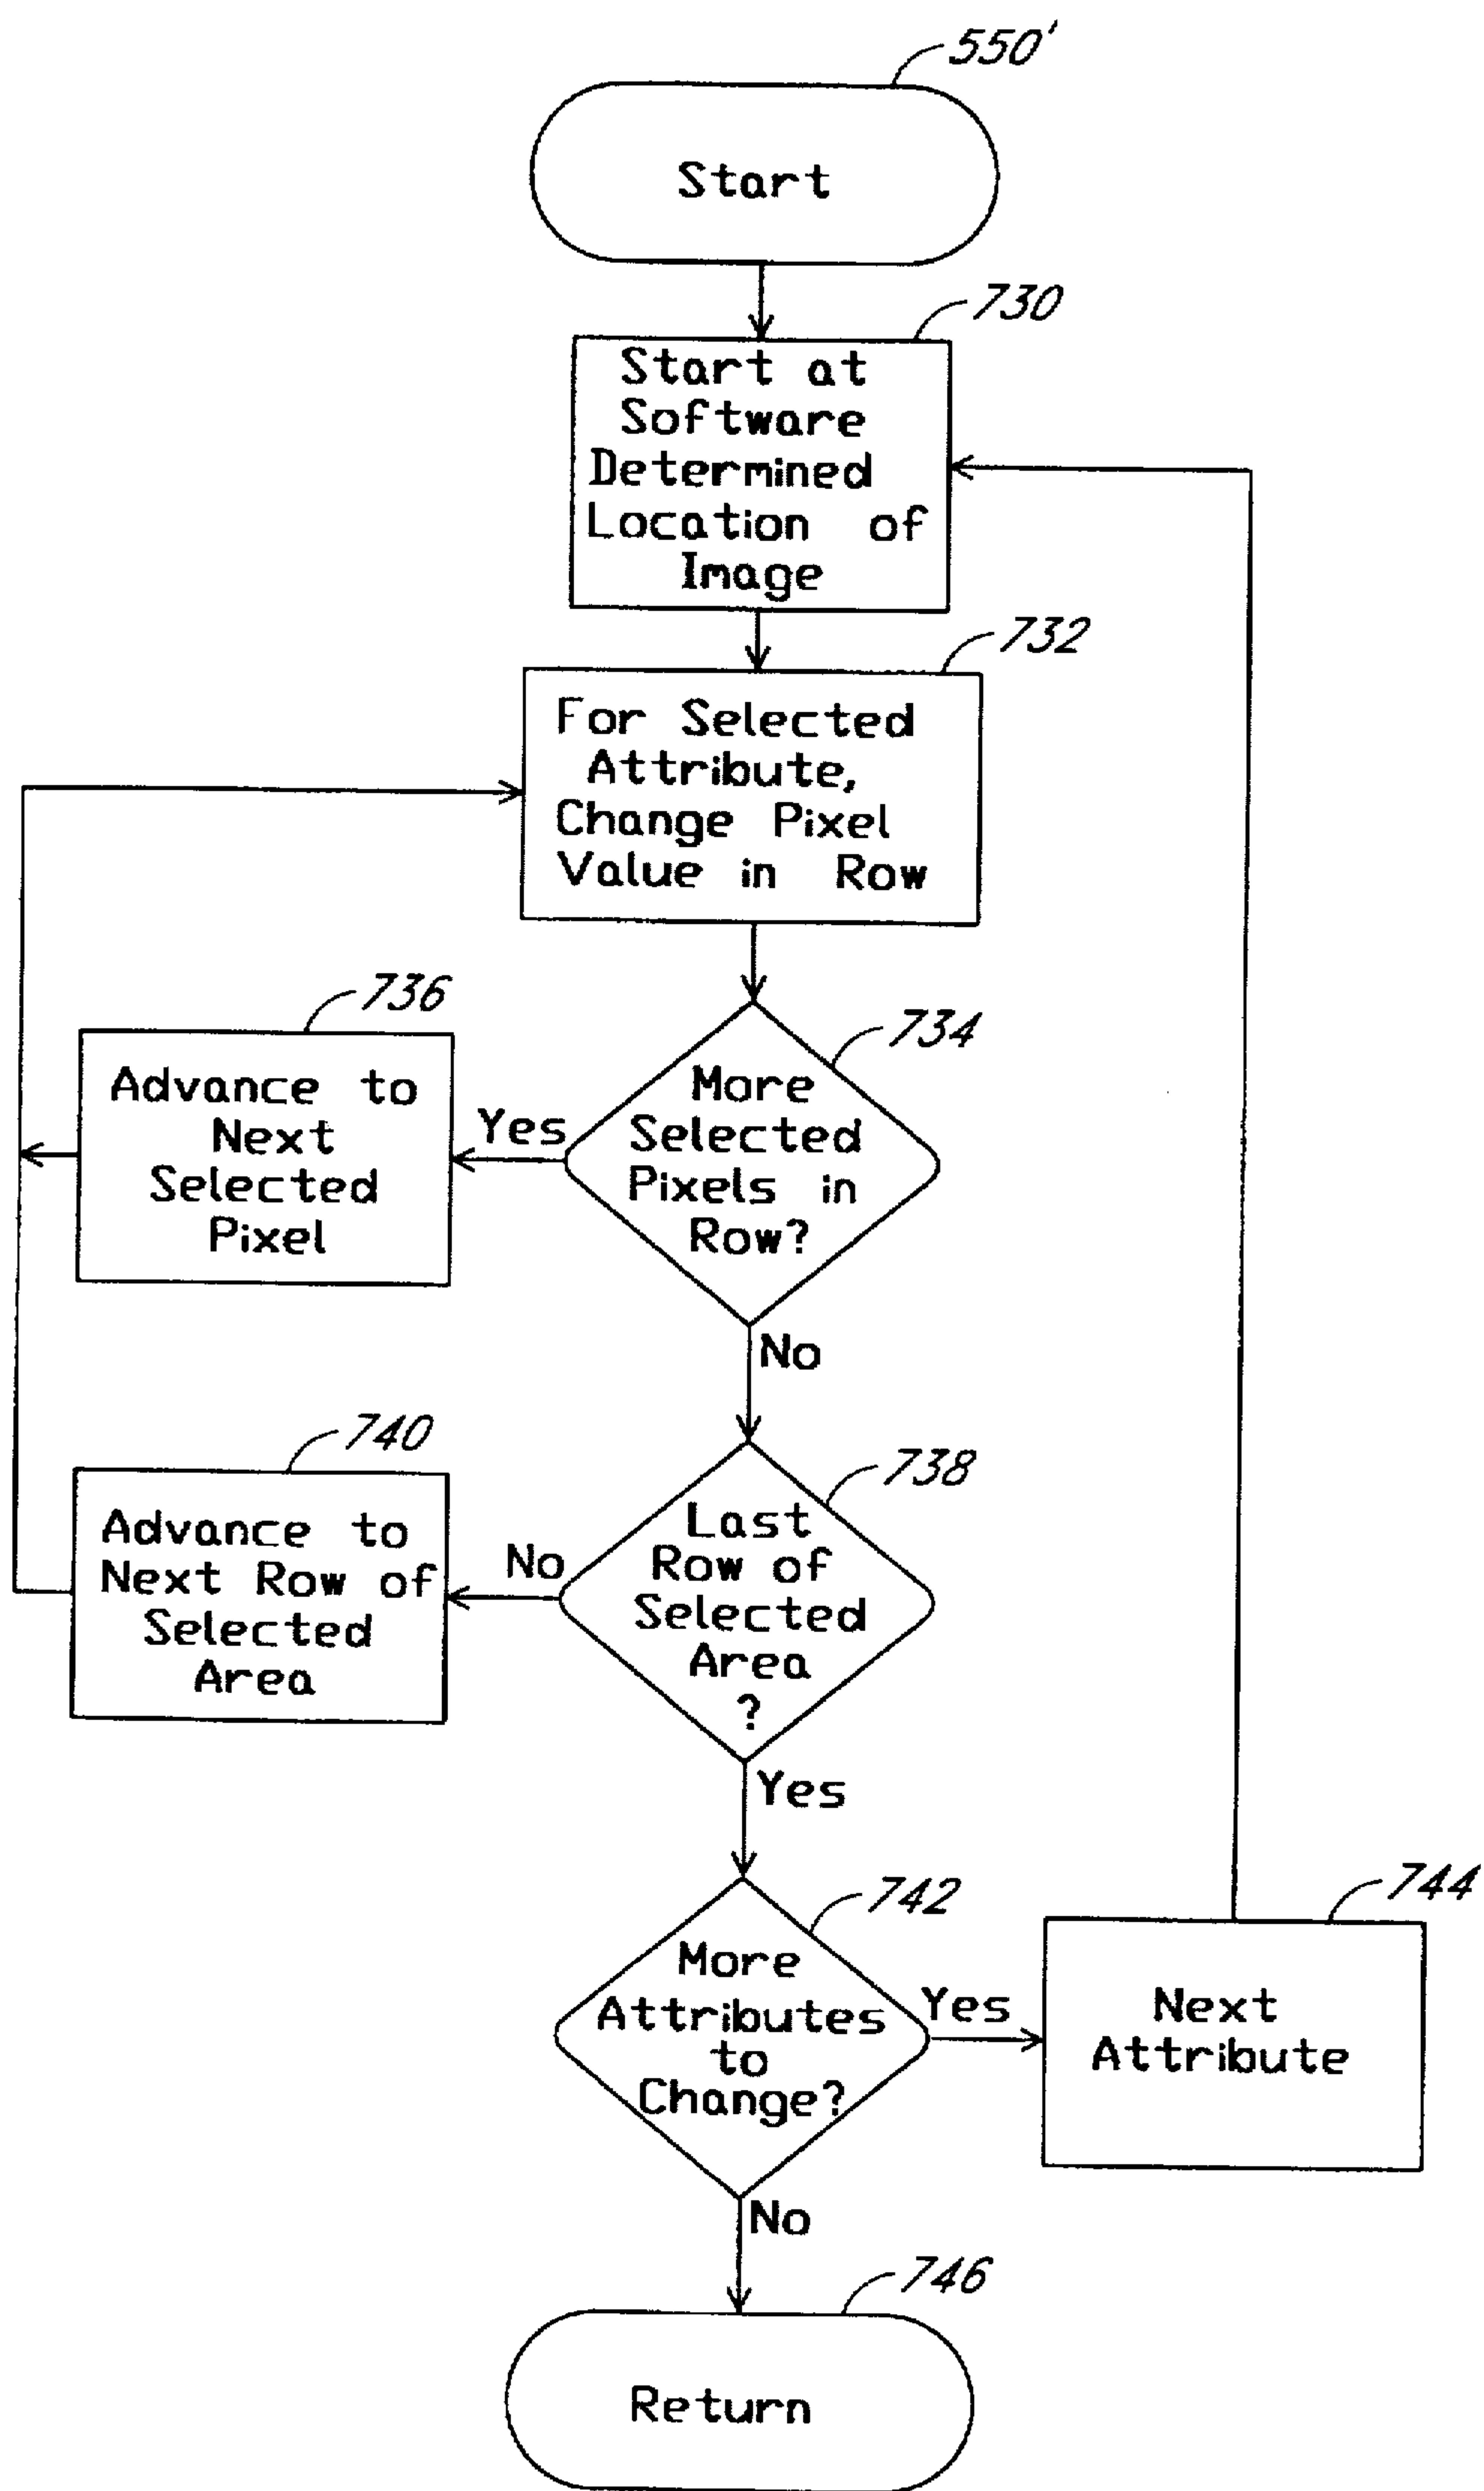 550'
Start
730
Start at
Software
Determined
Location of
Image
732
For Selected
Attribute,
Change Pixel
Value in Row
736
Advance to
Next
Selected
Pixel
Yes
734
More
Selected
Pixels in
Row?
No
740
Advance to
Next Row of
Selected
Area
No
738
Last
Row of
Selected
Area
?
Yes
742
More
Attributes
to
Change?
Yes
744
Next
Attribute
No
746
Return